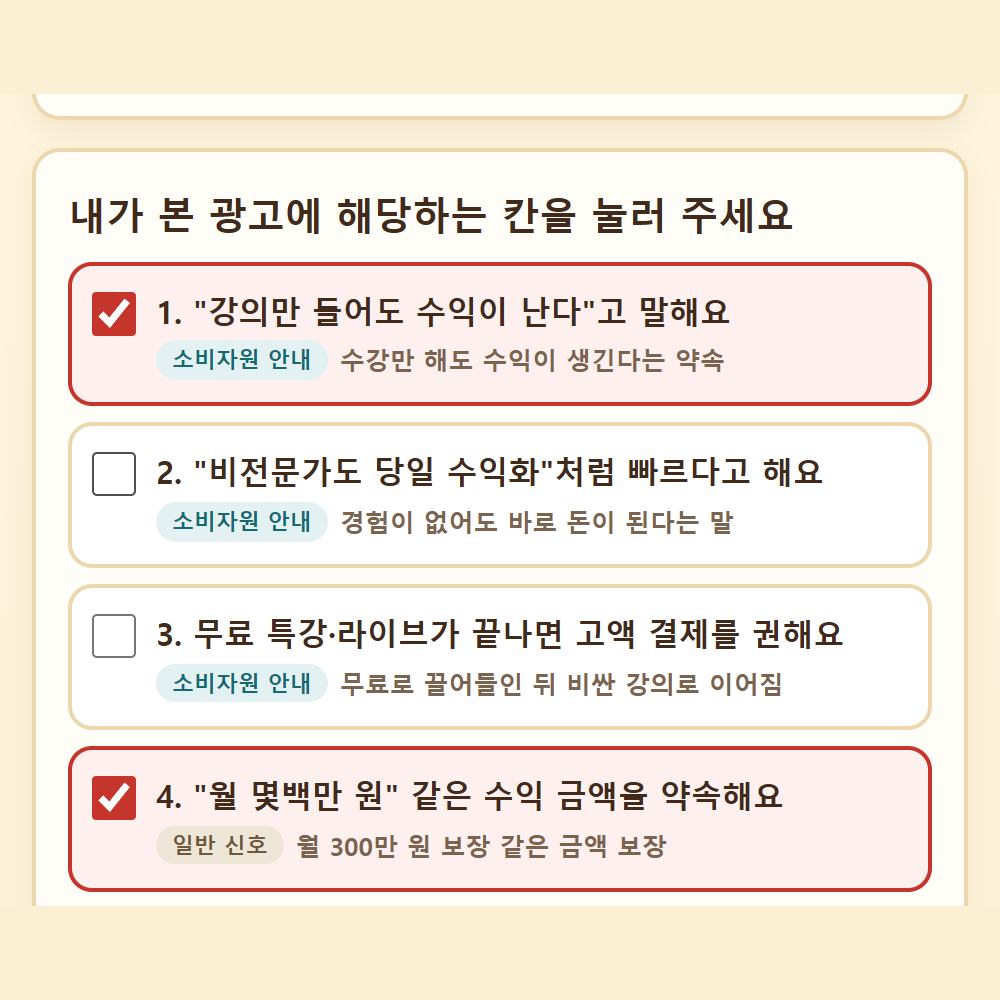 내가 본 광고에 해당하는 칸을 눌러 주세요
1. "강의만 들어도 수익이 난다"고 말해요
소비자원 안내 수강만 해도 수익이 생긴다는 약속
2. "비전문가도 당일 수익화"처럼 빠르다고 해요
소비자원 안내 경험이 없어도 바로 돈이 된다는 말
3. 무료 특강·라이브가 끝나면 고액 결제를 권해요
소비자원 안내 무료로 끌어들인 뒤 비싼 강의로 이어짐
4. "월 몇백만 원" 같은 수익 금액을 약속해요
일반 신호 월 300만 원 보장 같은 금액 보장